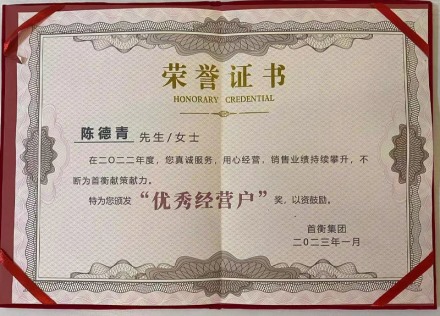 荣誉证书
HONORARY CREDENTIAL
陈德青 先生/女士
在二〇二二年度，您真诚服务，用心经营，销售业绩持续攀升，不
断为首衡献策献力。
特为您颁发“优秀经营户”奖，以资鼓励。
首衡集团
二〇二三年一月